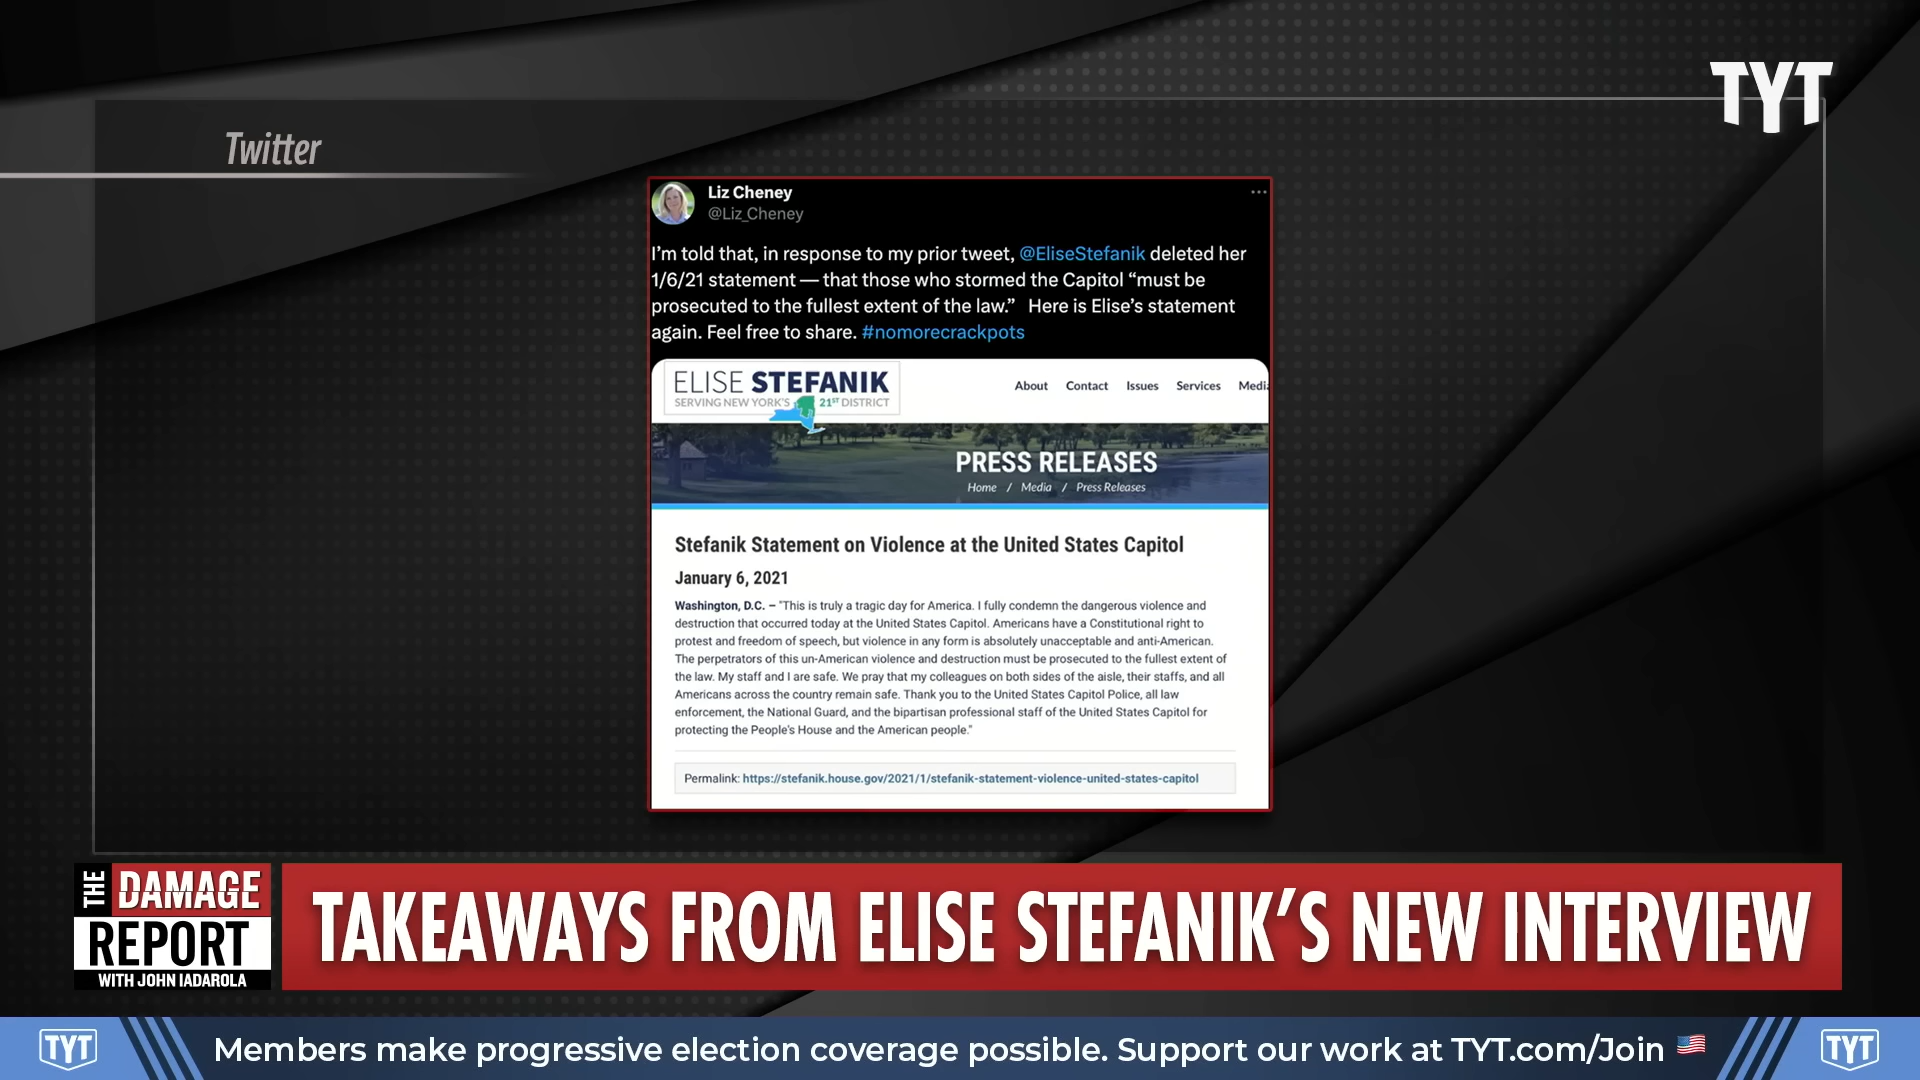 TYT
Twitter
Liz Cheney
@Liz_Cheney
I’m told that, in response to my prior tweet, @EliseStefanik deleted her
1/6/21 statement — that those who stormed the Capitol “must be
prosecuted to the fullest extent of the law.”   Here is Elise’s statement
again. Feel free to share. #nomorecrackpots
ELISE STEFANIK
SERVING NEW YORK'S 21ST DISTRICT
About Contact Issues Services Media
PRESS RELEASES
Home / Media / Press Releases
Stefanik Statement on Violence at the United States Capitol
January 6, 2021
Washington, D.C. – "This is truly a tragic day for America. I fully condemn the dangerous violence and
destruction that occurred today at the United States Capitol. Americans have a Constitutional right to
protest and freedom of speech, but violence in any form is absolutely unacceptable and anti-American.
The perpetrators of this un-American violence and destruction must be prosecuted to the fullest extent of
the law. My staff and I are safe. We pray that my colleagues on both sides of the aisle, their staffs, and all
Americans across the country remain safe. Thank you to the United States Capitol Police, all law
enforcement, the National Guard, and the bipartisan professional staff of the United States Capitol for
protecting the People's House and the American people."
Permalink: https://stefanik.house.gov/2021/1/stefanik-statement-violence-united-states-capitol
THE DAMAGE
REPORT
WITH JOHN IADAROLA
TAKEAWAYS FROM ELISE STEFANIK’S NEW INTERVIEW
TYT
Members make progressive election coverage possible. Support our work at TYT.com/Join 🇺🇸
TYT